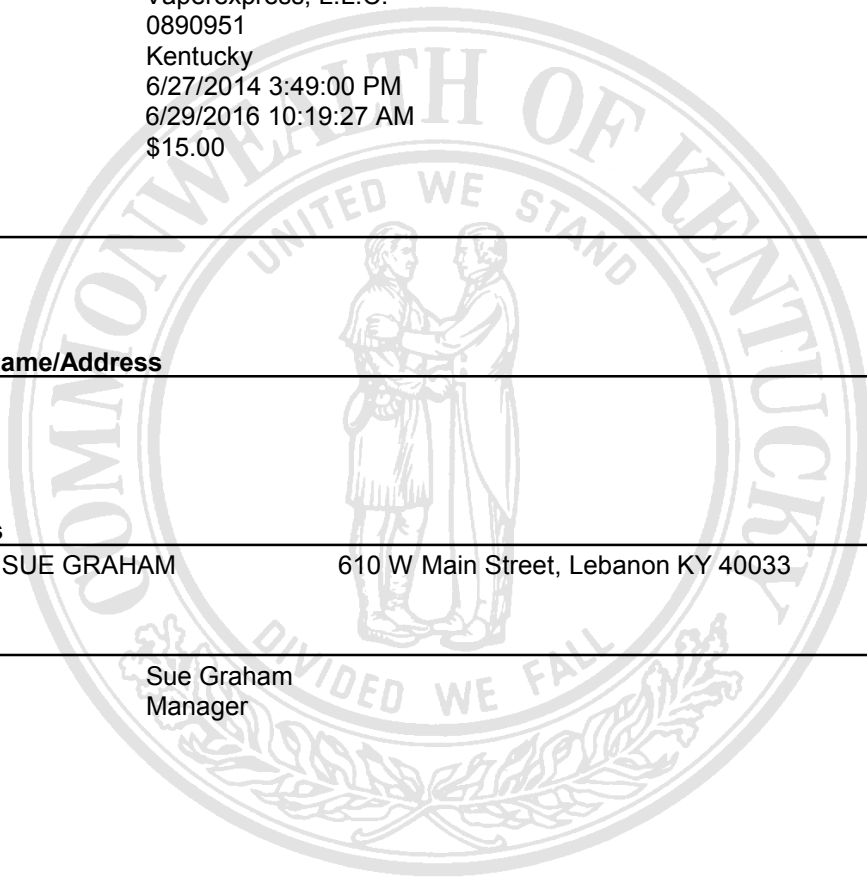 Vaperexpress, L.L.C.
0890951
Kentucky
6/27/2014 3:49:00 PM
6/29/2016 10:19:27 AM
$15.00
COMMONWEALTH OF KENTUCKY
UNITED WE STAND
ame/Address
s
SUE GRAHAM 610 W Main Street, Lebanon KY 40033
Sue Graham
Manager
DIVIDED WE FALL